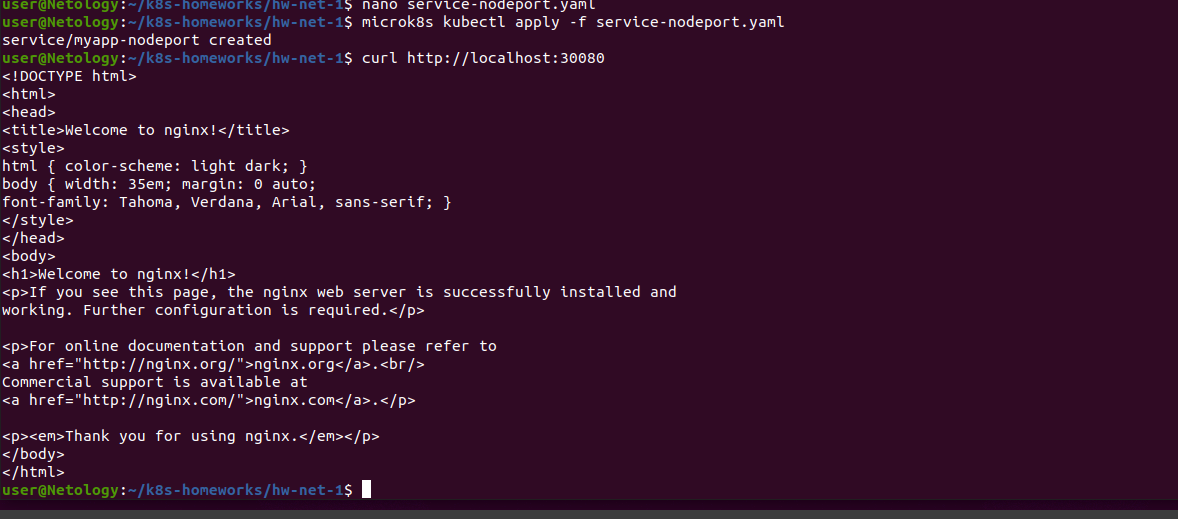 user@Netology:~/k8s-homeworks/hw-net-1$ nano service-nodeport.yaml
user@Netology:~/k8s-homeworks/hw-net-1$ microk8s kubectl apply -f service-nodeport.yaml
service/myapp-nodeport created
user@Netology:~/k8s-homeworks/hw-net-1$ curl http://localhost:30080
<!DOCTYPE html>
<html>
<head>
<title>Welcome to nginx!</title>
<style>
html { color-scheme: light dark; }
body { width: 35em; margin: 0 auto;
font-family: Tahoma, Verdana, Arial, sans-serif; }
</style>
</head>
<body>
<h1>Welcome to nginx!</h1>
<p>If you see this page, the nginx web server is successfully installed and
working. Further configuration is required.</p>

<p>For online documentation and support please refer to
<a href="http://nginx.org/">nginx.org</a>.<br/>
Commercial support is available at
<a href="http://nginx.com/">nginx.com</a>.</p>

<p><em>Thank you for using nginx.</em></p>
</body>
</html>
user@Netology:~/k8s-homeworks/hw-net-1$